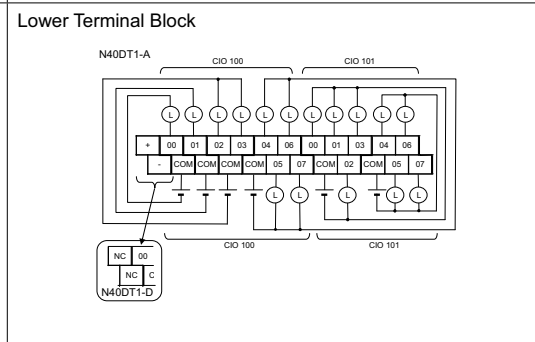 Lower Terminal Block
N40DT1-A
CIO 100 CIO 101
L L L L L L L L L L L
+ 00 01 02 03 04 06 00 01 03 04 06
- COM COM COM COM 05 07 COM 02 COM 05 07
L L L L L
CIO 100 CIO 101
NC 00
NC C
N40DT1-D